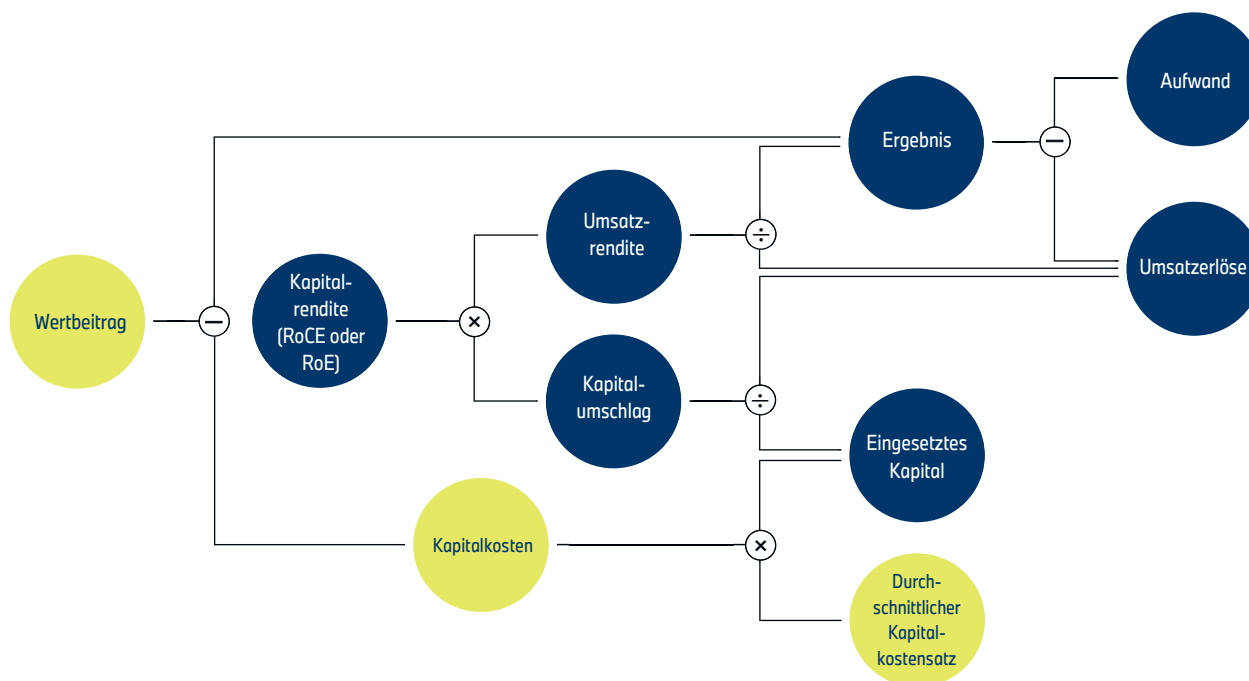 Aufwand
Ergebnis
Umsatz-
rendite
Umsatzerlöse
Kapital-
rendite
(RoCE oder
RoE)
Wertbeitrag
Kapital-
umschlag
Eingesetztes
Kapital
Kapitalkosten
Durch-
schnittlicher
Kapital-
kostensatz